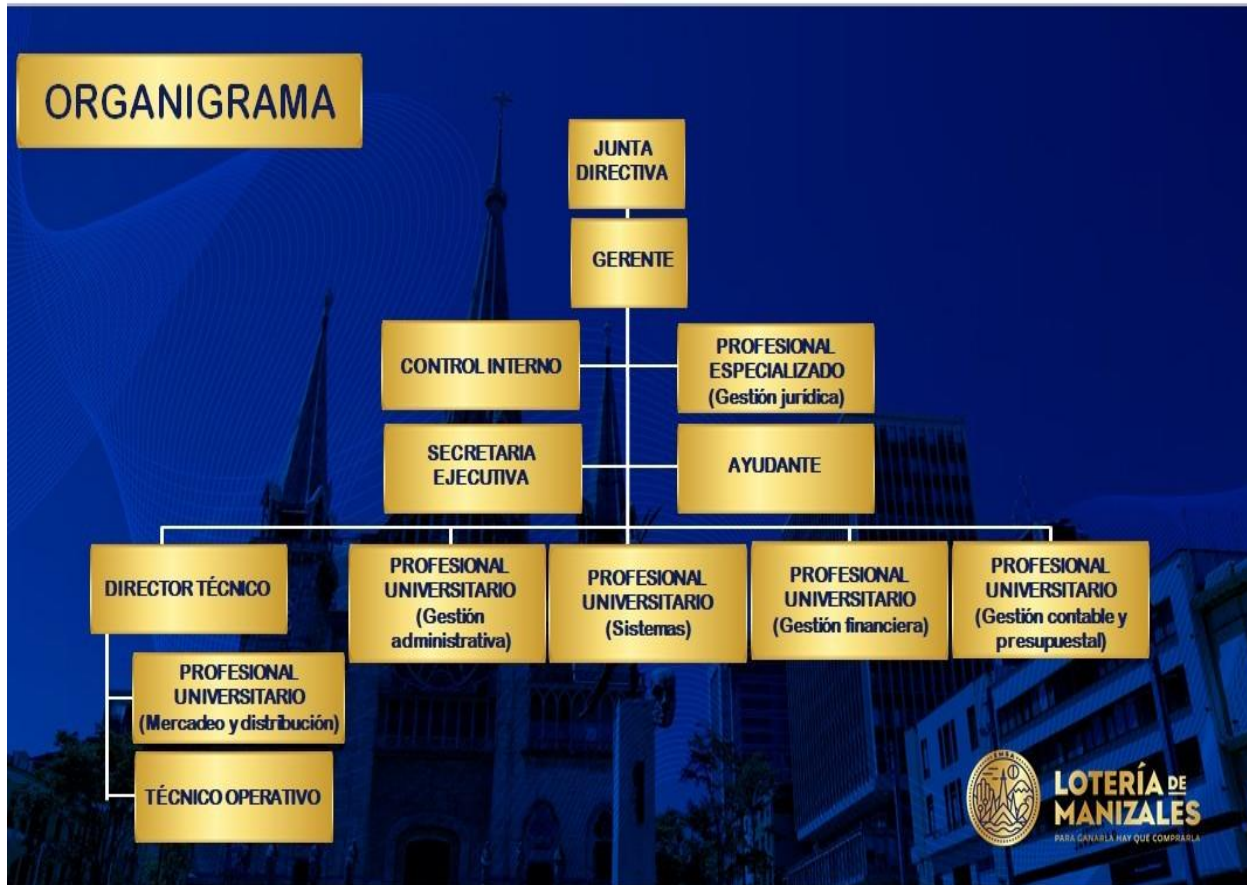 ORGANIGRAMA
JUNTA
DIRECTIVA
GERENTE
CONTROL INTERNO
PROFESIONAL
ESPECIALIZADO
(Gestión jurídica)
SECRETARIA
EJECUTIVA
AYUDANTE
DIRECTOR TÉCNICO
PROFESIONAL
UNIVERSITARIO
(Gestión
administrativa)
PROFESIONAL
UNIVERSITARIO
(Sistemas)
PROFESIONAL
UNIVERSITARIO
(Gestión financiera)
PROFESIONAL
UNIVERSITARIO
(Gestión contable y
presupuestal)
PROFESIONAL
UNIVERSITARIO
(Mercadeo y distribución)
TÉCNICO OPERATIVO
EMSA
LOTERÍA DE
MANIZALES
PARA GANARLA HAY QUE COMPRARLA